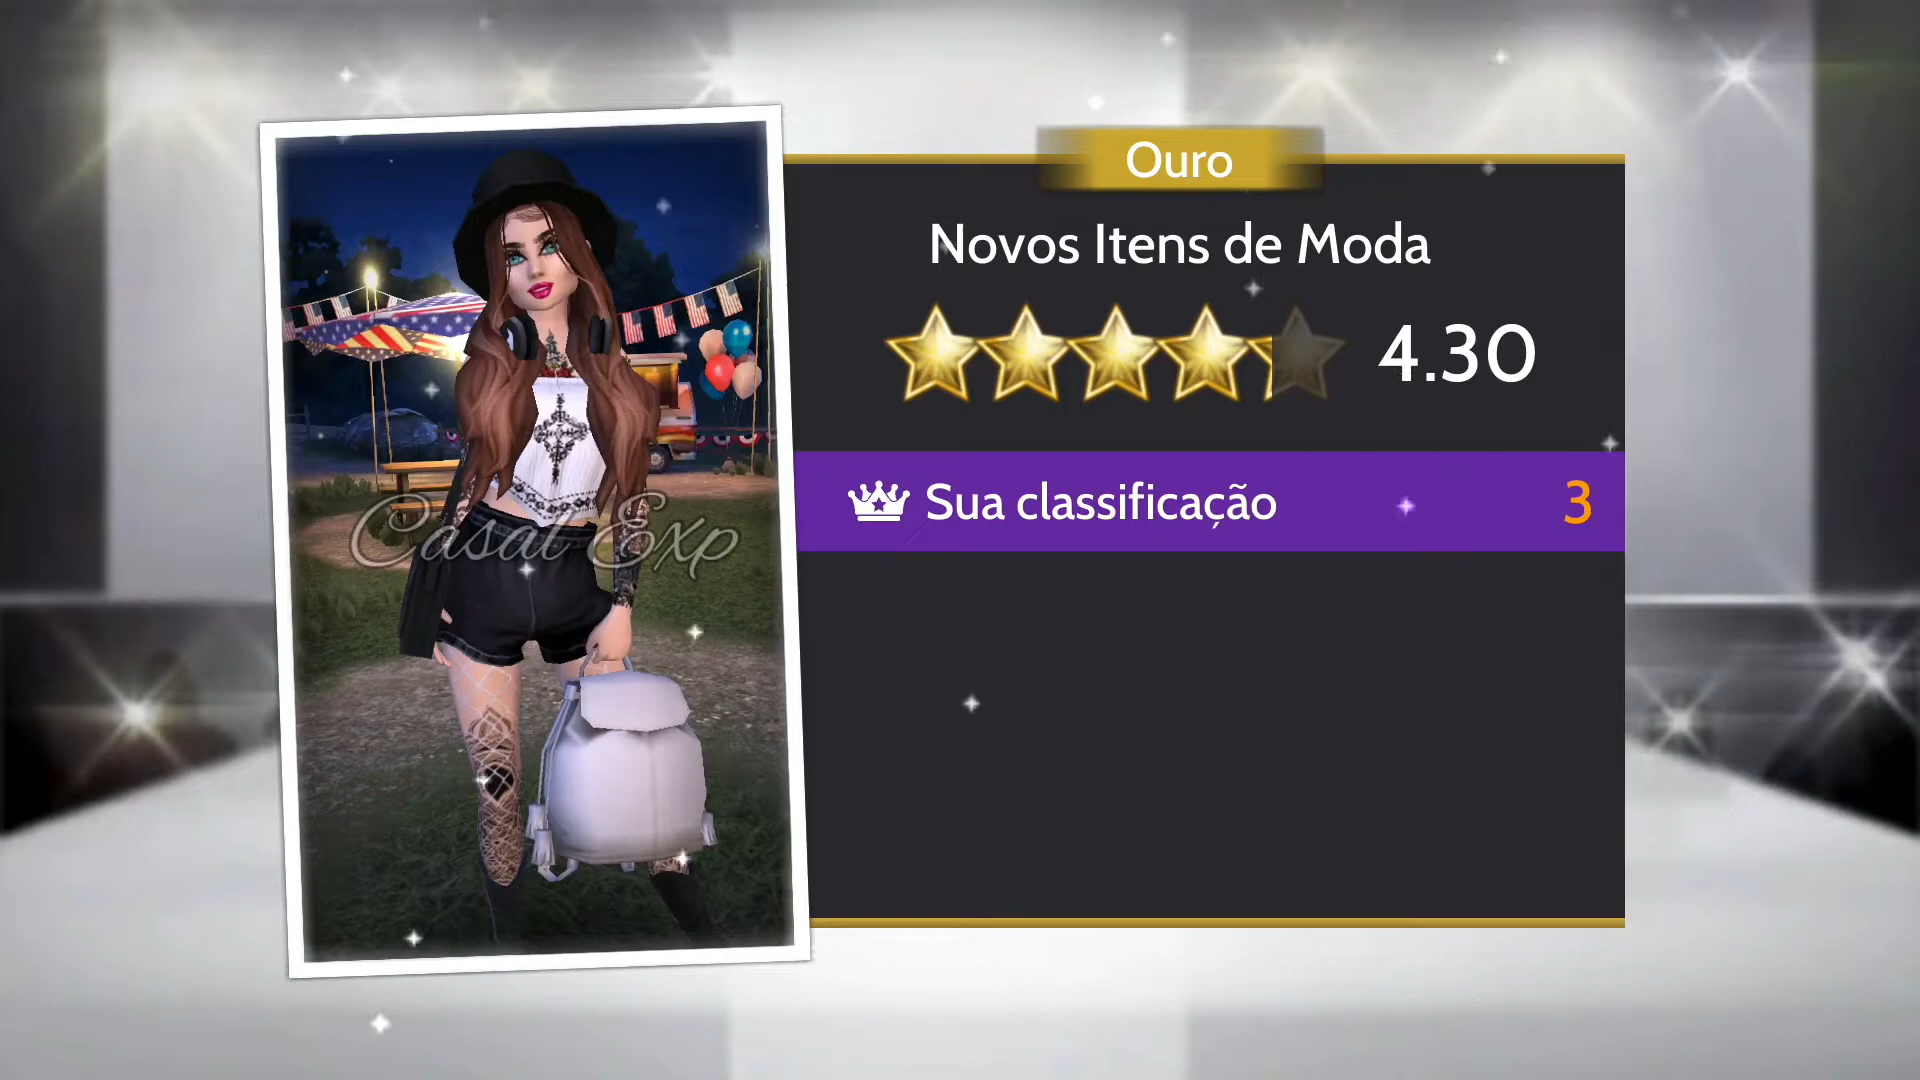 Ouro
Novos Itens de Moda
4.30
Sua classificação 3
Casal Exp